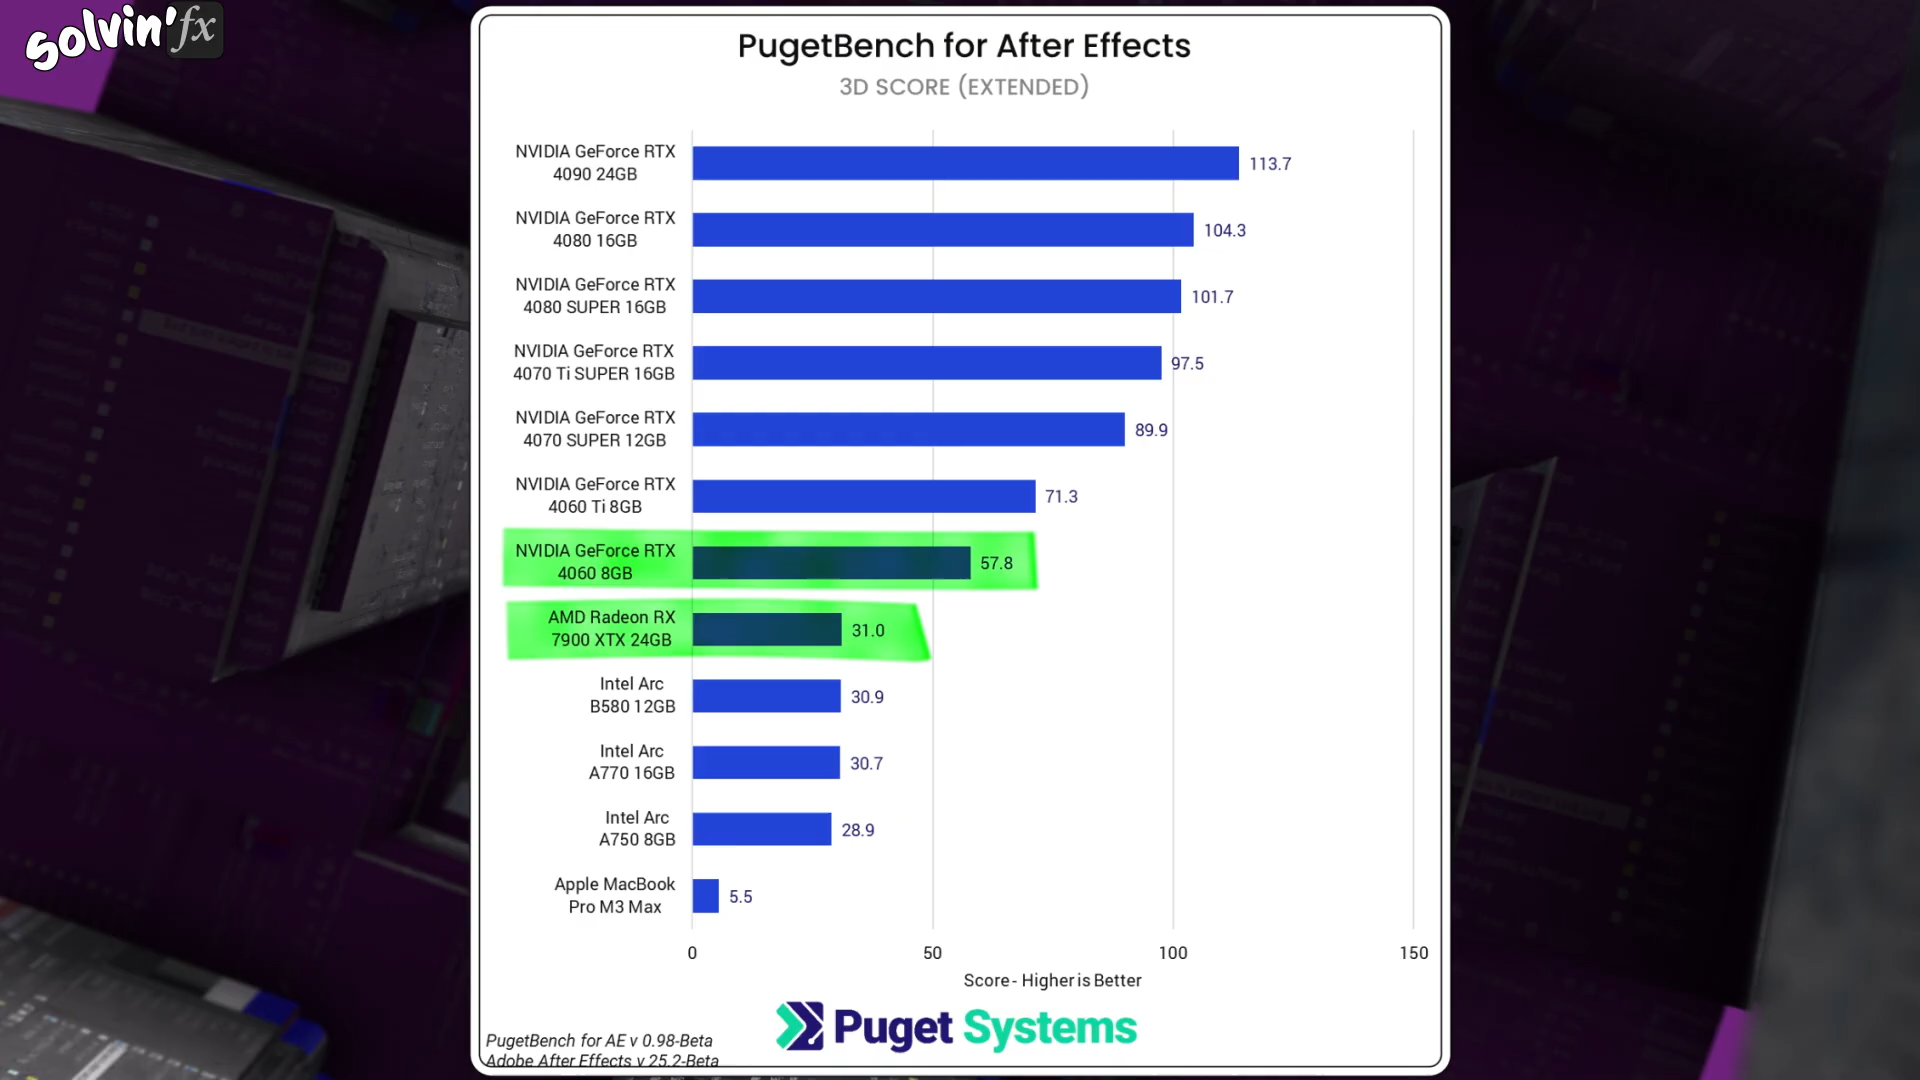 solvin'fx
PugetBench for After Effects
3D SCORE (EXTENDED)
NVIDIA GeForce RTX
4090 24GB
113.7
NVIDIA GeForce RTX
4080 16GB
104.3
NVIDIA GeForce RTX
4080 SUPER 16GB
101.7
NVIDIA GeForce RTX
4070 Ti SUPER 16GB
97.5
NVIDIA GeForce RTX
4070 SUPER 12GB
89.9
NVIDIA GeForce RTX
4060 Ti 8GB
71.3
NVIDIA GeForce RTX
4060 8GB
57.8
AMD Radeon RX
7900 XTX 24GB
31.0
Intel Arc
B580 12GB
30.9
Intel Arc
A770 16GB
30.7
Intel Arc
A750 8GB
28.9
Apple MacBook
Pro M3 Max
5.5
0 50 100 150
Score - Higher is Better
Puget Systems
PugetBench for AE v 0.98-Beta
Adobe After Effects v 25.2-Beta